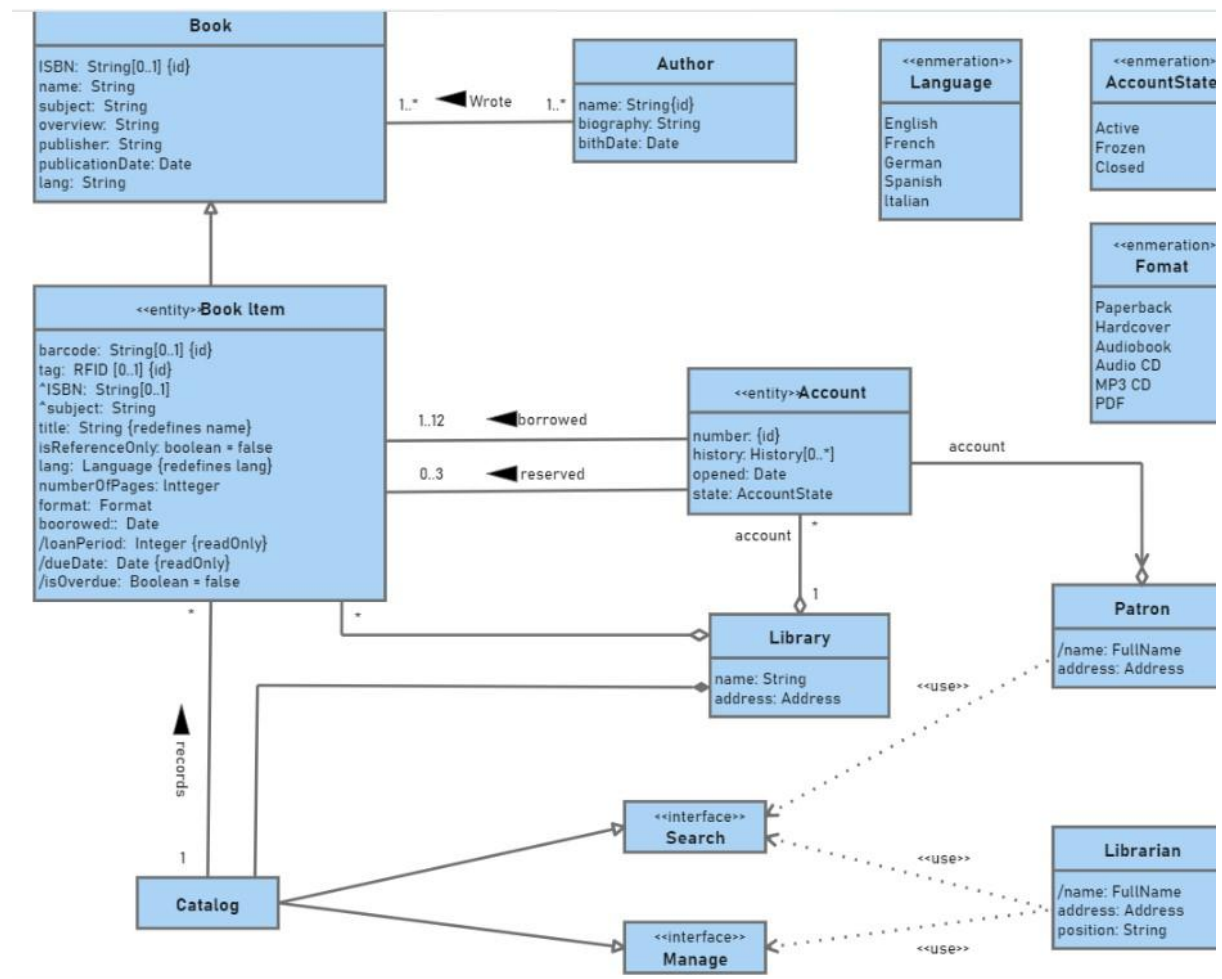 Book
ISBN: String[0..1] {id}
name: String
subject: String
overview: String
publisher: String
publicationDate: Date
lang: String
1..*
Wrote
1..*
Author
name: String{id}
biography: String
bithDate: Date
<<enmeration>>
Language
English
French
German
Spanish
Italian
<<enmeration>
AccountState
Active
Frozen
Closed
<<enmeration>
Fomat
Paperback
Hardcover
Audiobook
Audio CD
MP3 CD
PDF
<<entity>>Book Item
barcode: String[0..1] {id}
tag: RFID [0..1] {id}
^ISBN: String[0..1]
^subject: String
title: String {redefines name}
isReferenceOnly: boolean = false
lang: Language {redefines lang}
numberOfPages: Intteger
format: Format
boorowed:: Date
/loanPeriod: Integer {readOnly}
/dueDate: Date {readOnly}
/isOverdue: Boolean = false
1..12
borrowed
0..3
reserved
<<entity>>Account
number: {id}
history: History[0..*]
opened: Date
state: AccountState
account
account
*
1
*
*
Library
name: String
address: Address
Patron
/name: FullName
address: Address
<<use>>
records
1
Catalog
<<interface>>
Search
<<use>>
<<interface>>
Manage
<<use>>
Librarian
/name: FullName
address: Address
position: String